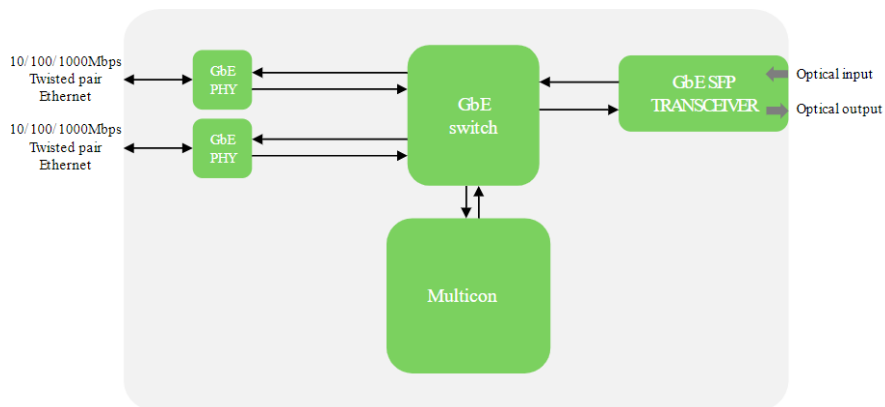 10/100/1000Mbps
Twisted pair
Ethernet
GbE
PHY
10/100/1000Mbps
Twisted pair
Ethernet
GbE
PHY
GbE
switch
GbE SFP
TRANSCEIVER
Optical input
Optical output
Multicon